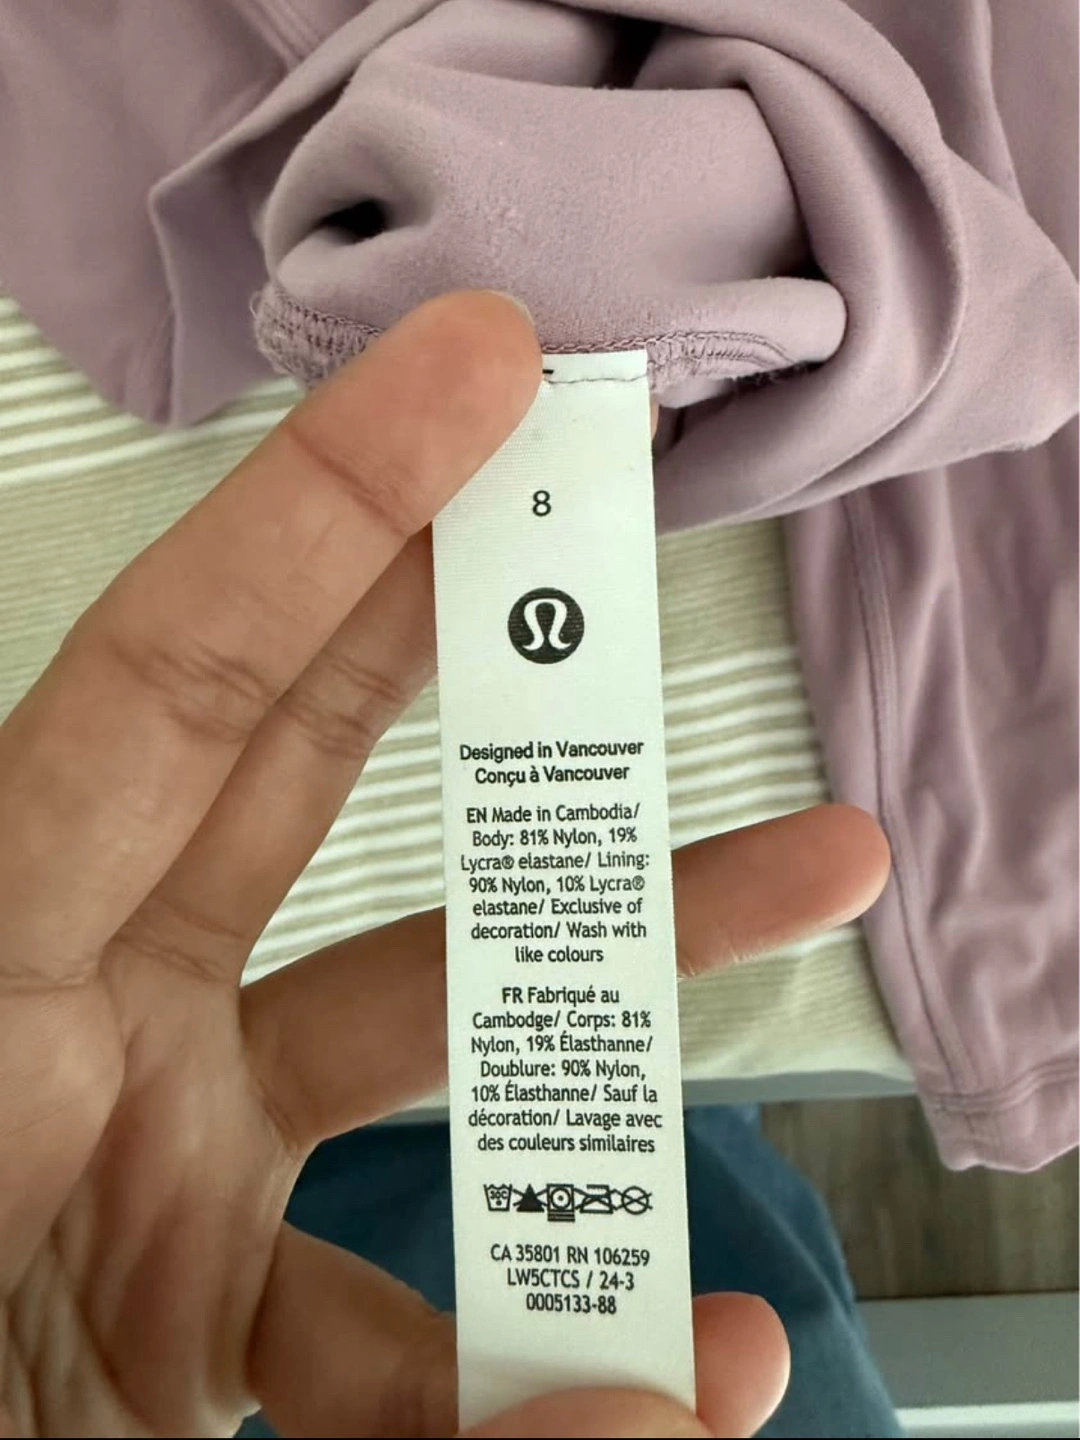 8
Designed in Vancouver
Conçu à Vancouver
EN Made in Cambodia/
Body: 81% Nylon, 19%
Lycra® elastane/ Lining:
90% Nylon, 10% Lycra®
elastane/ Exclusive of
decoration/ Wash with
like colours
FR Fabriqué au
Cambodge/ Corps: 81%
Nylon, 19% Élasthanne/
Doublure: 90% Nylon,
10% Élasthanne/ Sauf la
décoration/ Lavage avec
des couleurs similaires
30C
CA 35801 RN 106259
LW5CTCS / 24-3
0005133-88